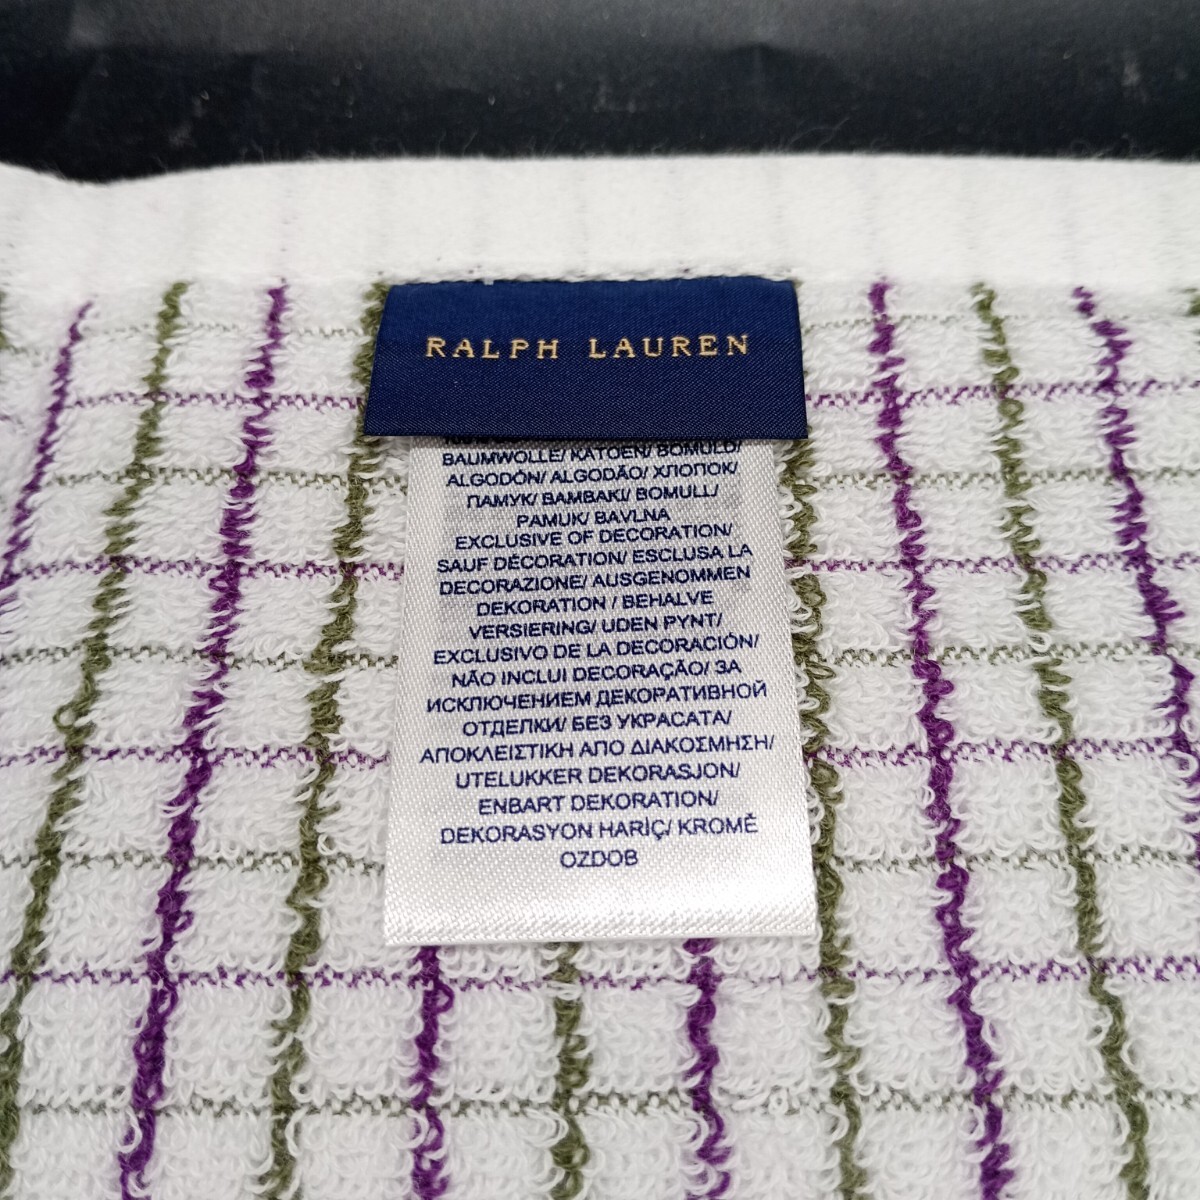 RALPH LAUREN
BAUMWOLLE/ KATOEN/ BOMULD/
ALGODÓN/ ALGODÃO/ ХЛОПОК/
ПАМУК/ ΒΑΜΒΑΚΙ/ BOMULL/
PAMUK/ BAVLNA
EXCLUSIVE OF DECORATION/
SAUF DÉCORATION/ ESCLUSA LA
DECORAZIONE/ AUSGENOMMEN
DEKORATION / BEHALVE
VERSIERING/ UDEN PYNT/
EXCLUSIVO DE LA DECORACIÓN/
NÃO INCLUI DECORAÇÃO/ ЗА
ИСКЛЮЧЕНИЕМ ДЕКОРАТИВНОЙ
ОТДЕЛКИ/ БЕЗ УКРАСАТА/
ΑΠΟΚΛΕΙΣΤΙΚΗ ΑΠΟ ΔΙΑΚΟΣΜΗΣΗ/
UTELUKKER DEKORASJON/
ENBART DEKORATION/
DEKORASYON HARİÇ/ KROMĚ
OZDOB